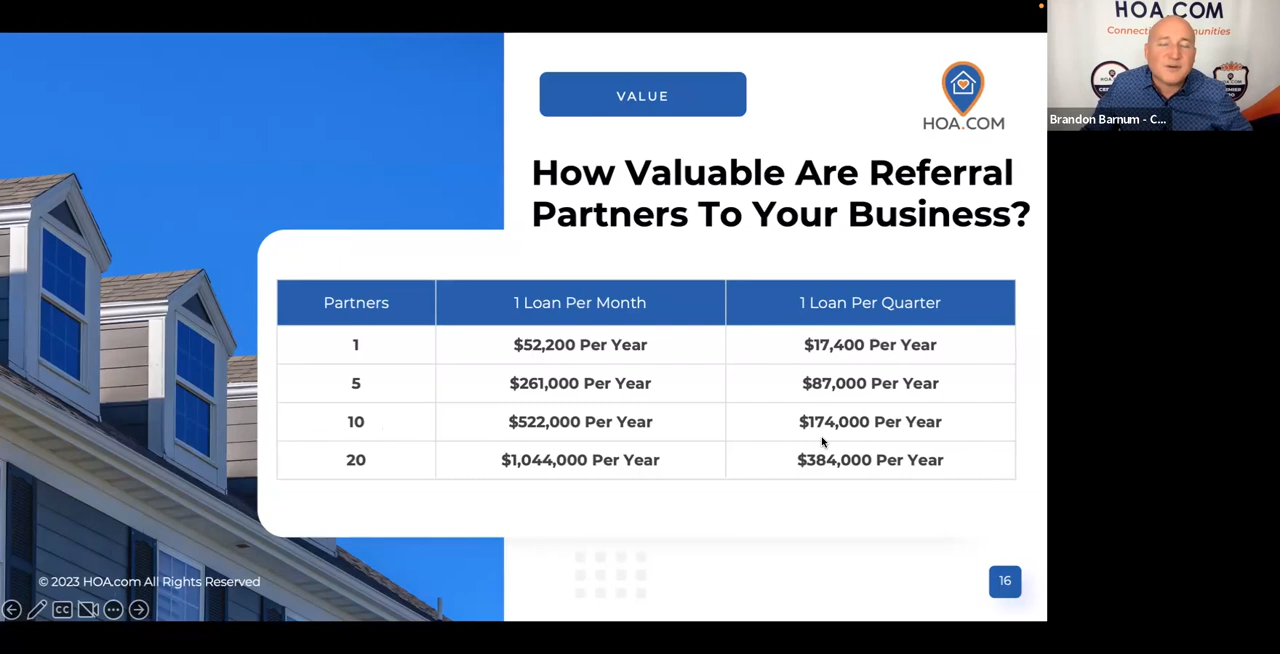 VALUE
HOA.COM
How Valuable Are Referral
Partners To Your Business?
Partners 1 Loan Per Month 1 Loan Per Quarter
1 $52,200 Per Year $17,400 Per Year
5 $261,000 Per Year $87,000 Per Year
10 $522,000 Per Year $174,000 Per Year
20 $1,044,000 Per Year $384,000 Per Year
© 2023 HOA.com All Rights Reserved
CC
16
HOA.COM
Brandon Barnum - C...